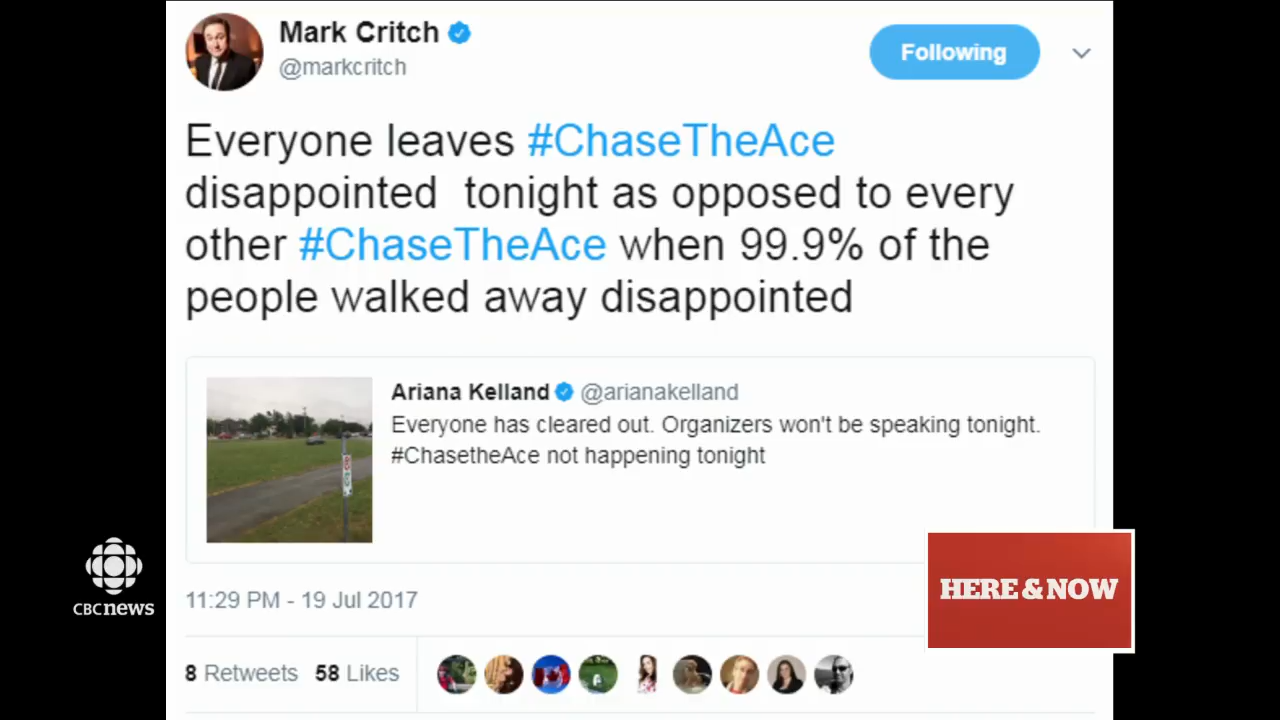 Mark Critch
@markcritch
Following
Everyone leaves #ChaseTheAce
disappointed tonight as opposed to every
other #ChaseTheAce when 99.9% of the
people walked away disappointed
Ariana Kelland @arianakelland
Everyone has cleared out. Organizers won't be speaking tonight.
#ChasetheAce not happening tonight
11:29 PM - 19 Jul 2017
8 Retweets 58 Likes
CBCnews
HERE & NOW